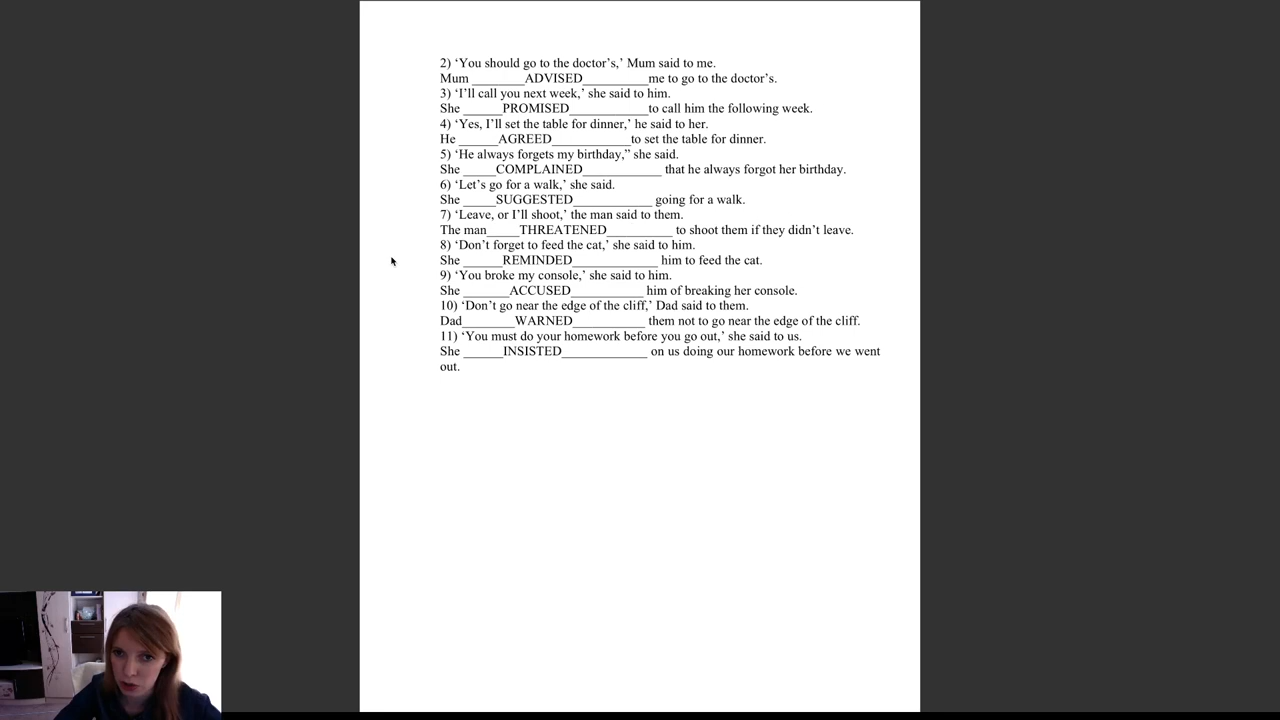 2) ‘You should go to the doctor’s,’ Mum said to me.
Mum ________ADVISED__________me to go to the doctor’s.
3) ‘I’ll call you next week,’ she said to him.
She ______PROMISED____________to call him the following week.
4) ‘Yes, I’ll set the table for dinner,’ he said to her.
He ______AGREED____________to set the table for dinner.
5) ‘He always forgets my birthday,” she said.
She _____COMPLAINED____________ that he always forgot her birthday.
6) ‘Let’s go for a walk,’ she said.
She _____SUGGESTED____________ going for a walk.
7) ‘Leave, or I’ll shoot,’ the man said to them.
The man_____THREATENED__________ to shoot them if they didn’t leave.
8) ‘Don’t forget to feed the cat,’ she said to him.
She ______REMINDED_____________ him to feed the cat.
9) ‘You broke my console,’ she said to him.
She _______ACCUSED___________ him of breaking her console.
10) ‘Don’t go near the edge of the cliff,’ Dad said to them.
Dad________WARNED___________ them not to go near the edge of the cliff.
11) ‘You must do your homework before you go out,’ she said to us.
She ______INSISTED_____________ on us doing our homework before we went
out.